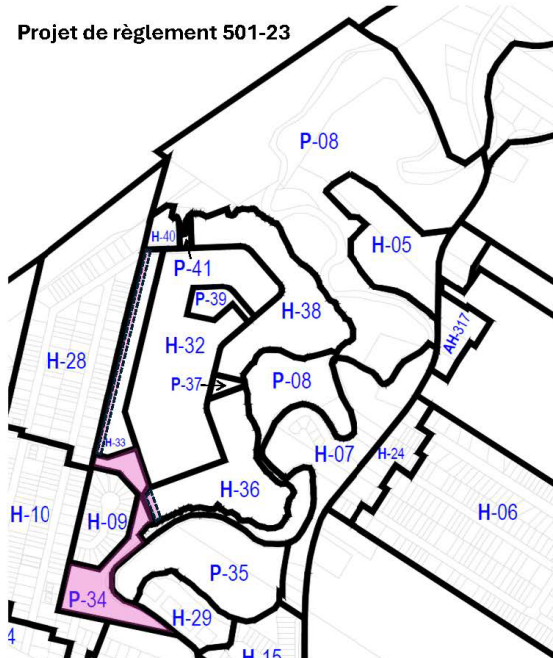 Projet de règlement 501-23
P-08
H-40
H-05
P-41
P-39
H-38
AH-317
H-32
H-28
P-37
P-08
H-33
H-07
H-24
H-36
H-06
H-10
H-09
P-35
P-34
H-29
4
H-15